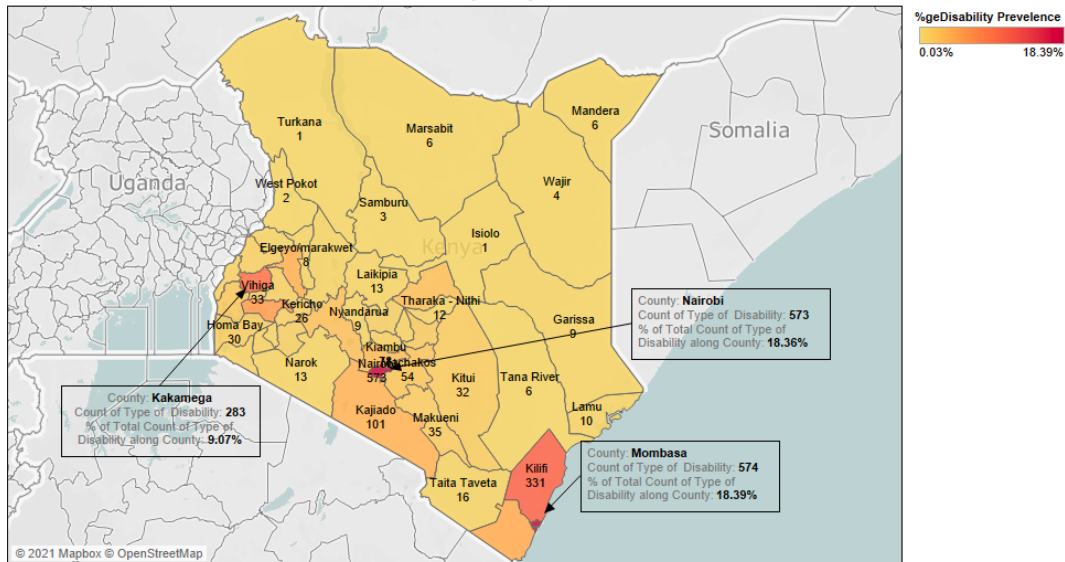 %geDisability Prevelence
0.03%
18.39%
Mandera
6
Turkana
1
Marsabit
6
Somalia
Uganda
West Pokot
2
Wajir
4
Samburu
3
Isiolo
1
Kenya
Elgeyo/marakwet
8
Laikipia
13
Vihiga
33
Kericho
26
Nyandarua
9
Tharaka - Nithi
12
Homa Bay
30
Garissa
9
County: Nairobi
Count of Type of Disability: 573
% of Total Count of Type of
Disability along County: 18.36%
Kiambu
Narok
13
573
54
Kitui
32
Tana River
6
Kajiado
101
Makueni
35
Lamu
10
County: Kakamega
Count of Type of Disability: 283
% of Total Count of Type of
Disability along County: 9.07%
Kilifi
331
County: Mombasa
Count of Type of Disability: 574
% of Total Count of Type of
Disability along County: 18.39%
Taita Taveta
16
© 2021 Mapbox © OpenStreetMap